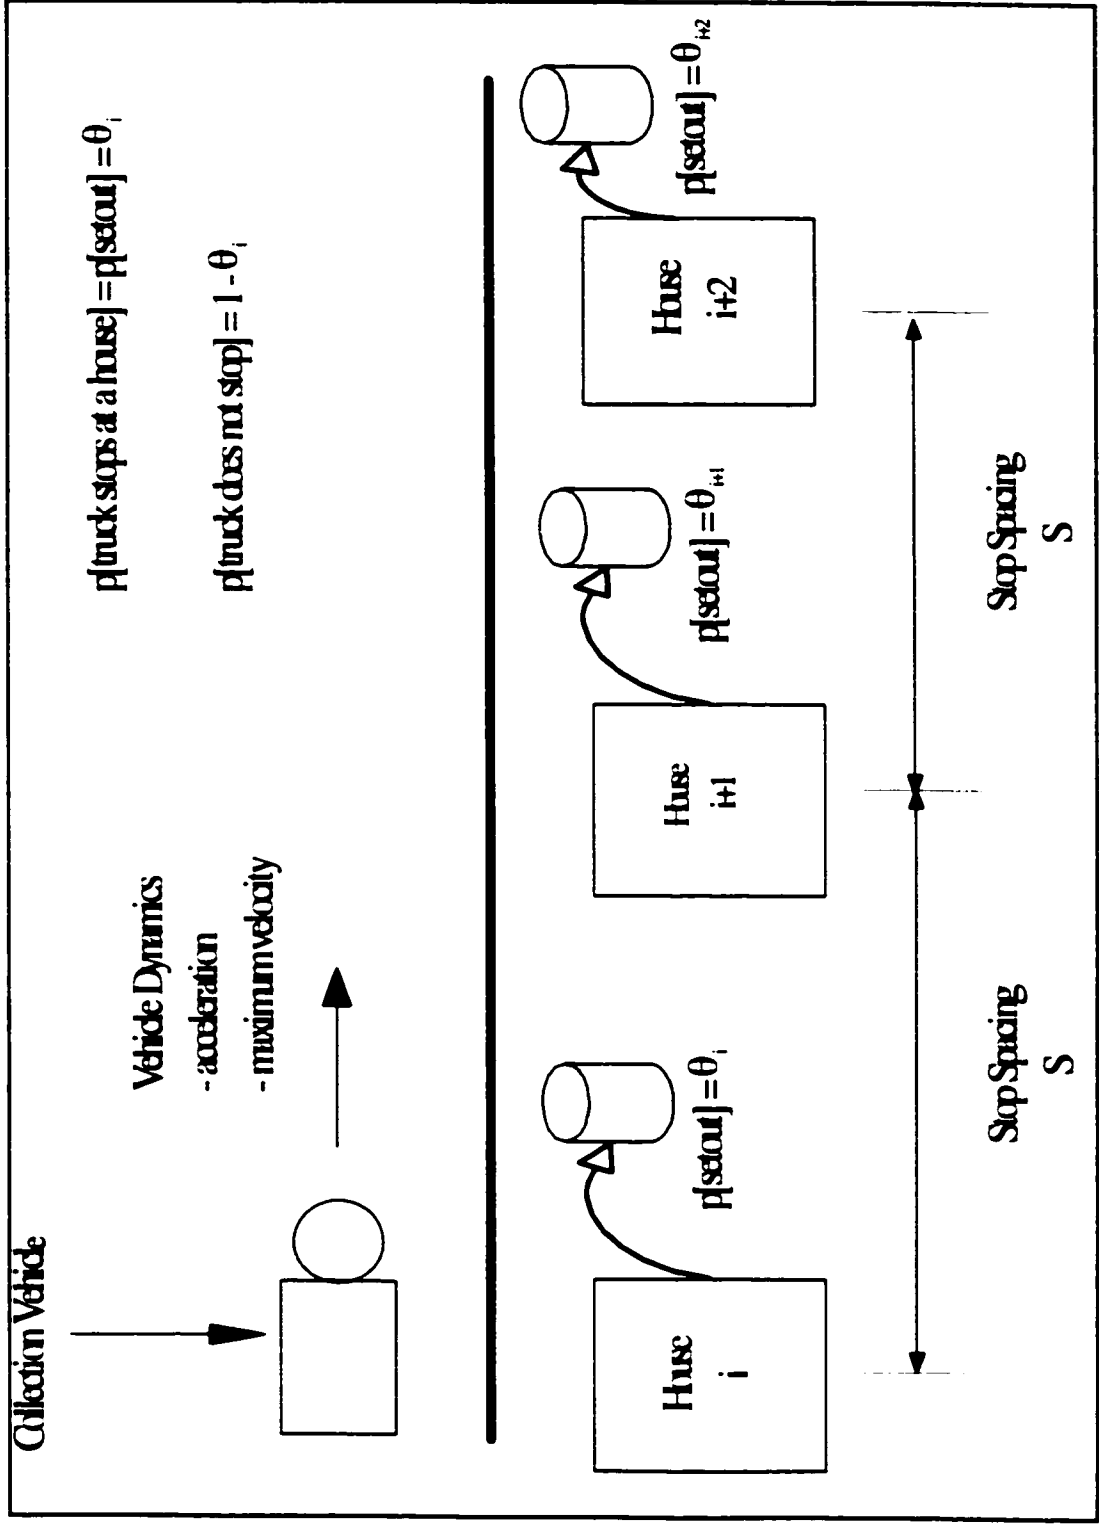 Collection Vehicle
Vehicle Dynamics
- acceleration
- maximum velocity
p[truck stops at a house] = p[setout] = θi
p[truck does not stop] = 1 - θi
House
i
p[setout] = θi
House
i+1
p[setout] = θi+1
House
i+2
p[setout] = θi+2
Stop Spacing
S
Stop Spacing
S